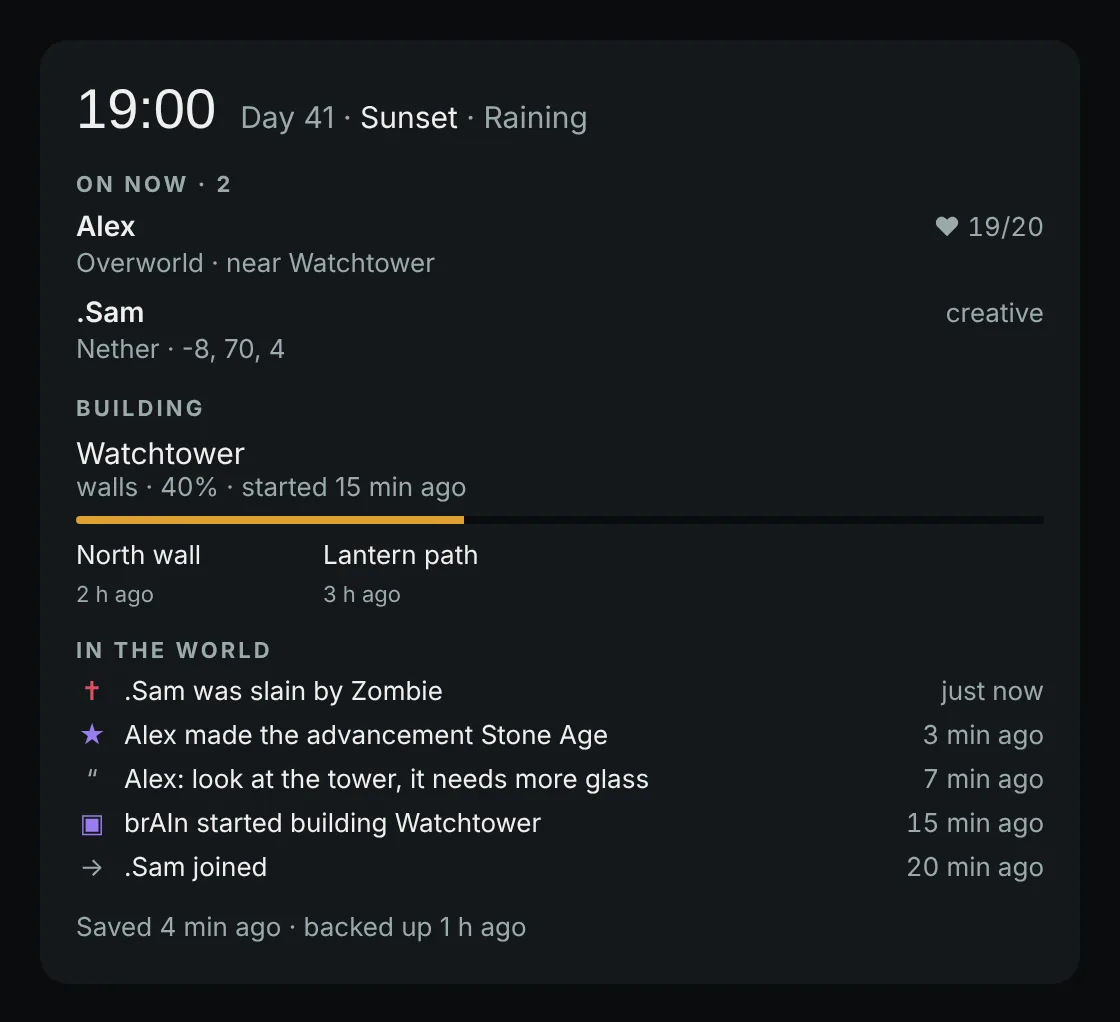 19:00 Day 41 · Sunset · Raining
ON NOW · 2
Alex ♥ 19/20
Overworld · near Watchtower
.Sam creative
Nether · -8, 70, 4
BUILDING
Watchtower
walls · 40% · started 15 min ago
North wall Lantern path
2 h ago 3 h ago
IN THE WORLD
✝ .Sam was slain by Zombie just now
★ Alex made the advancement Stone Age 3 min ago
“ Alex: look at the tower, it needs more glass 7 min ago
▣ brAIn started building Watchtower 15 min ago
→ .Sam joined 20 min ago
Saved 4 min ago · backed up 1 h ago